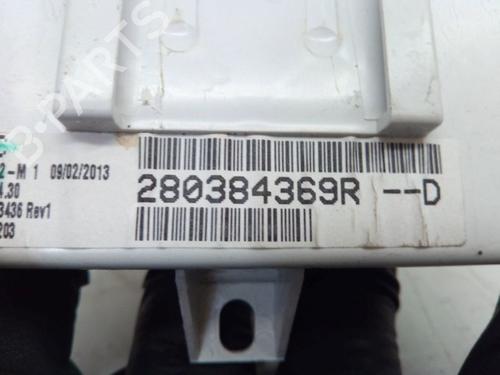 B-PARTS
2-M 1 09/02/2013
4.30
3436 Rev1
203
280384369R --D